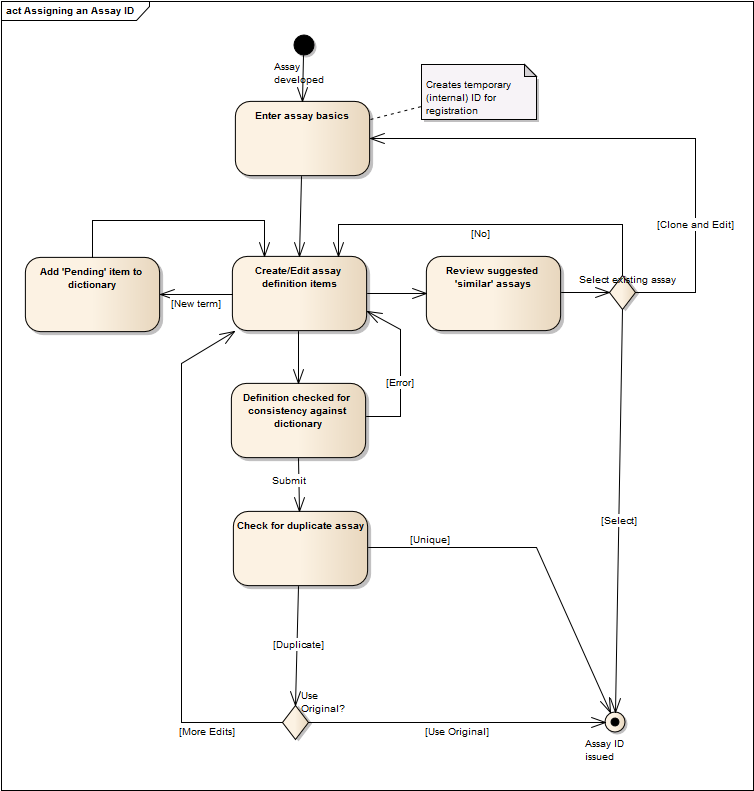 act Assigning an Assay ID
Assay
developed
Creates temporary
(internal) ID for
registration
Enter assay basics
[Clone and Edit]
[No]
Add 'Pending' item to
dictionary
Create/Edit assay
definition items
Review suggested
'similar' assays
Select existing assay
[New term]
[Error]
Definition checked for
consistency against
dictionary
Submit
Check for duplicate assay
[Unique]
[Select]
[Duplicate]
Use
Original?
[More Edits]
[Use Original]
Assay ID
issued